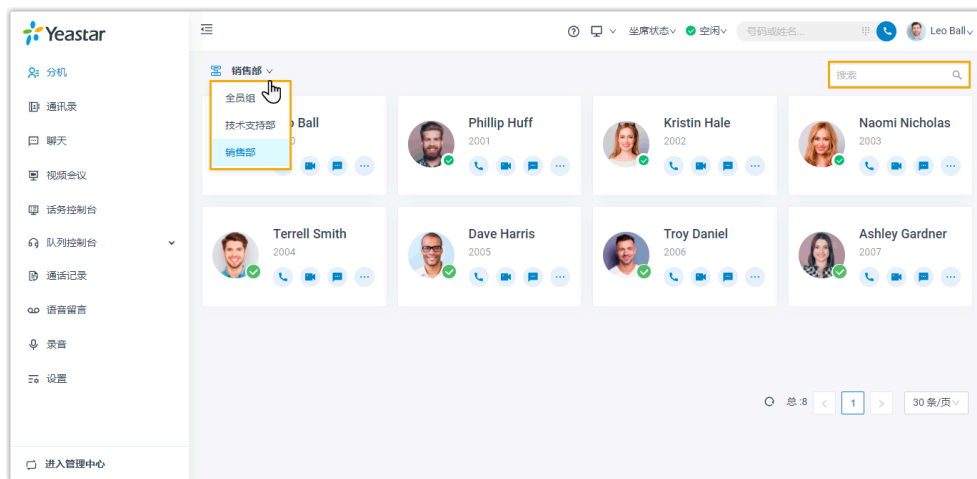 Yeastar
坐席状态
空闲
号码或姓名...
Leo Ball
分机
通讯录
聊天
视频会议
话务控制台
队列控制台
通话记录
语音留言
录音
设置
进入管理中心
销售部
搜索
全员组
技术支持部
销售部
Ball
Phillip Huff
2001
Kristin Hale
2002
Naomi Nicholas
2003
Terrell Smith
2004
Dave Harris
2005
Troy Daniel
2006
Ashley Gardner
2007
总:8
1
30 条/页